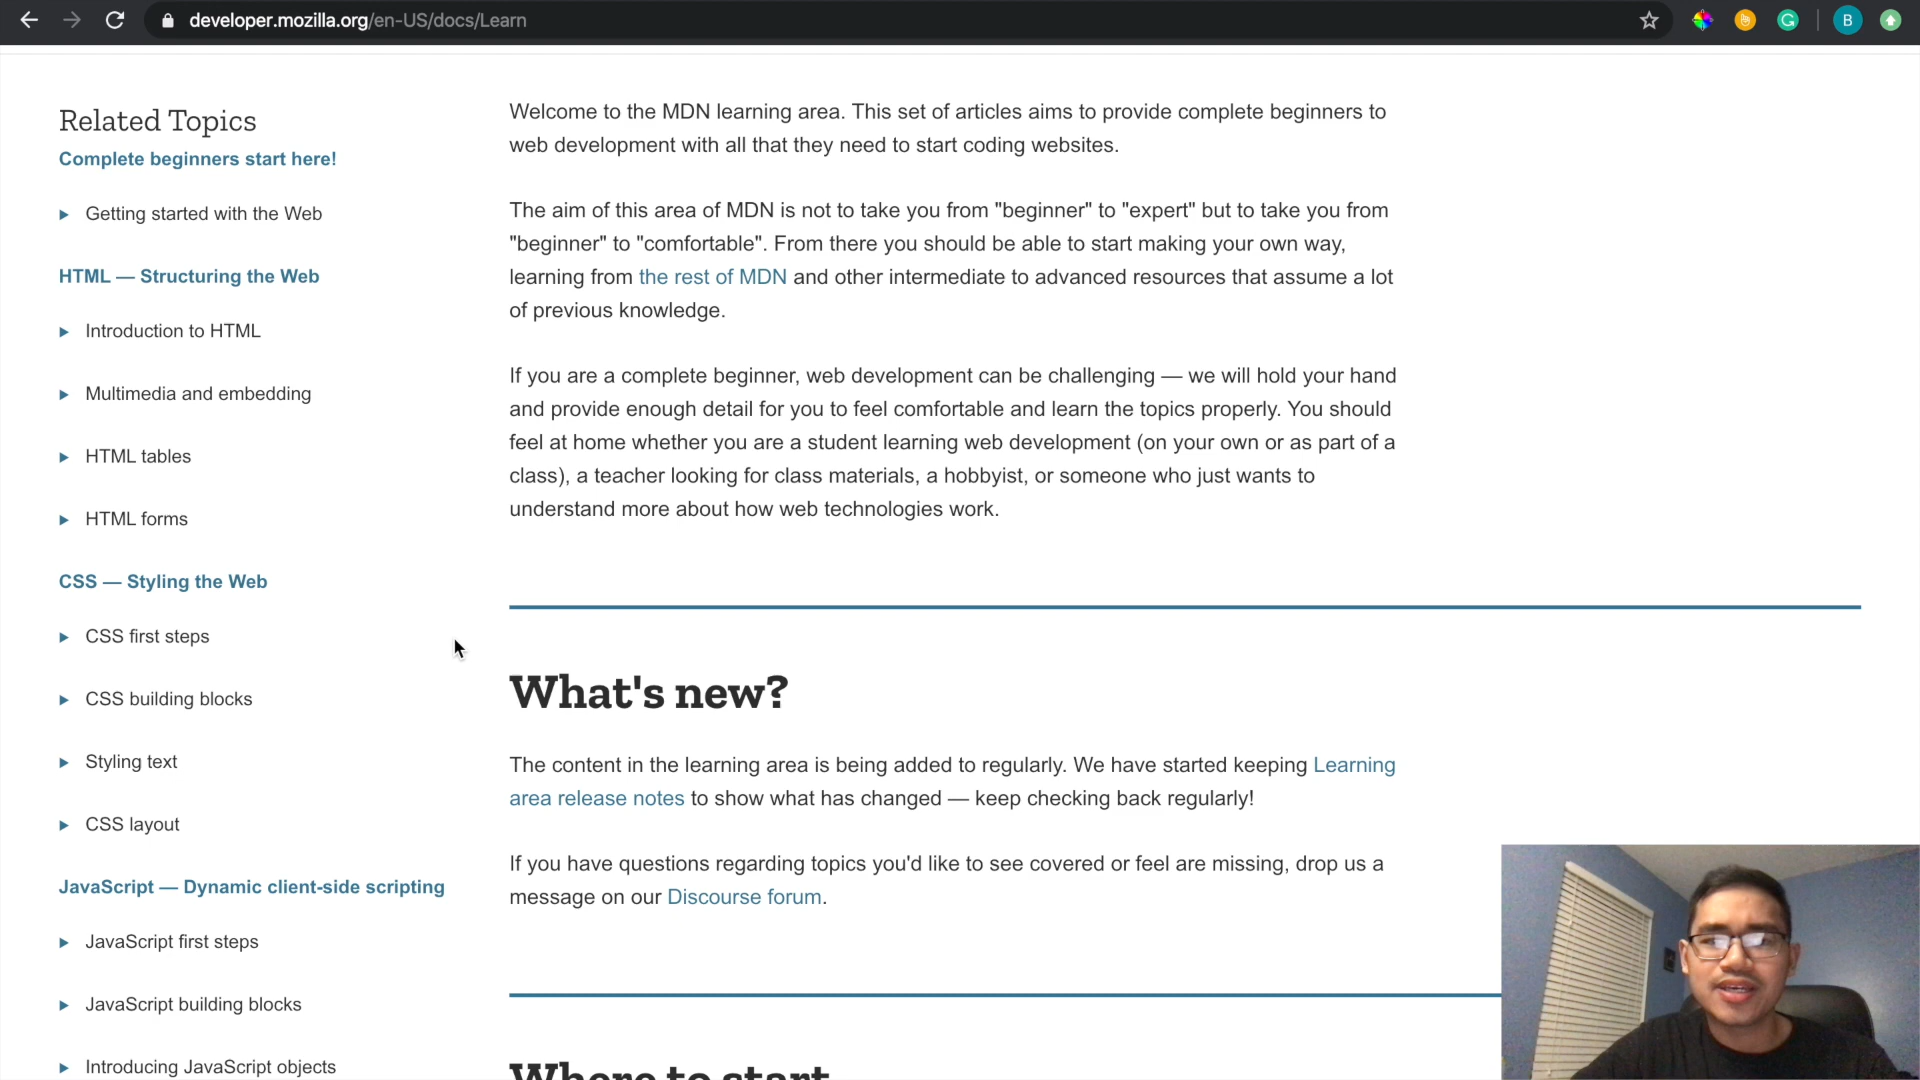 developer.mozilla.org/en-US/docs/Learn
B
Related Topics
Complete beginners start here!
Getting started with the Web
HTML — Structuring the Web
Introduction to HTML
Multimedia and embedding
HTML tables
HTML forms
CSS — Styling the Web
CSS first steps
CSS building blocks
Styling text
CSS layout
JavaScript — Dynamic client-side scripting
JavaScript first steps
JavaScript building blocks
Introducing JavaScript objects
Welcome to the MDN learning area. This set of articles aims to provide complete beginners to
web development with all that they need to start coding websites.
The aim of this area of MDN is not to take you from "beginner" to "expert" but to take you from
"beginner" to "comfortable". From there you should be able to start making your own way,
learning from the rest of MDN and other intermediate to advanced resources that assume a lot
of previous knowledge.
If you are a complete beginner, web development can be challenging — we will hold your hand
and provide enough detail for you to feel comfortable and learn the topics properly. You should
feel at home whether you are a student learning web development (on your own or as part of a
class), a teacher looking for class materials, a hobbyist, or someone who just wants to
understand more about how web technologies work.
What's new?
The content in the learning area is being added to regularly. We have started keeping Learning
area release notes to show what has changed — keep checking back regularly!
If you have questions regarding topics you'd like to see covered or feel are missing, drop us a
message on our Discourse forum.
Where to start